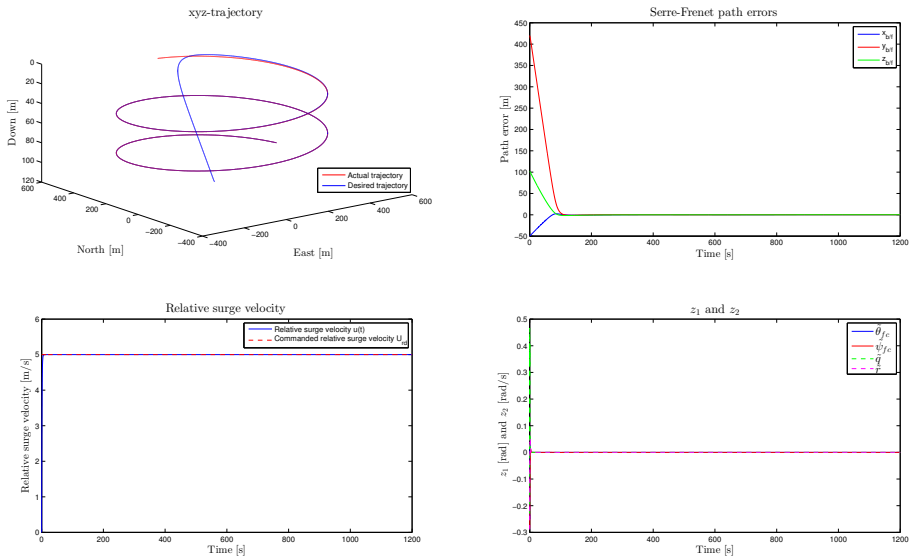 xyz-trajectory
0
20
40
60
80
100
120
Down [m]
600
400
200
0
−200
−400
North [m]
−400
−200
0
200
400
600
East [m]
Actual trajectory
Desired trajectory
Serre-Frenet path errors
450
400
350
300
250
200
150
100
50
0
−50
Path error [m]
0 200 400 600 800 1000 1200
Time [s]
x_b/f
y_b/f
z_b/f
Relative surge velocity
6
5
4
3
2
1
0
Relative surge velocity [m/s]
0 200 400 600 800 1000 1200
Time [s]
Relative surge velocity u(t)
Commanded relative surge velocity U_rd
z₁ and z₂
0.5
0.4
0.3
0.2
0.1
0
−0.1
−0.2
−0.3
z₁ [rad] and z₂ [rad/s]
0 200 400 600 800 1000 1200
Time [s]
θ̃_fc
ψ̃_fc
q̃
r̃